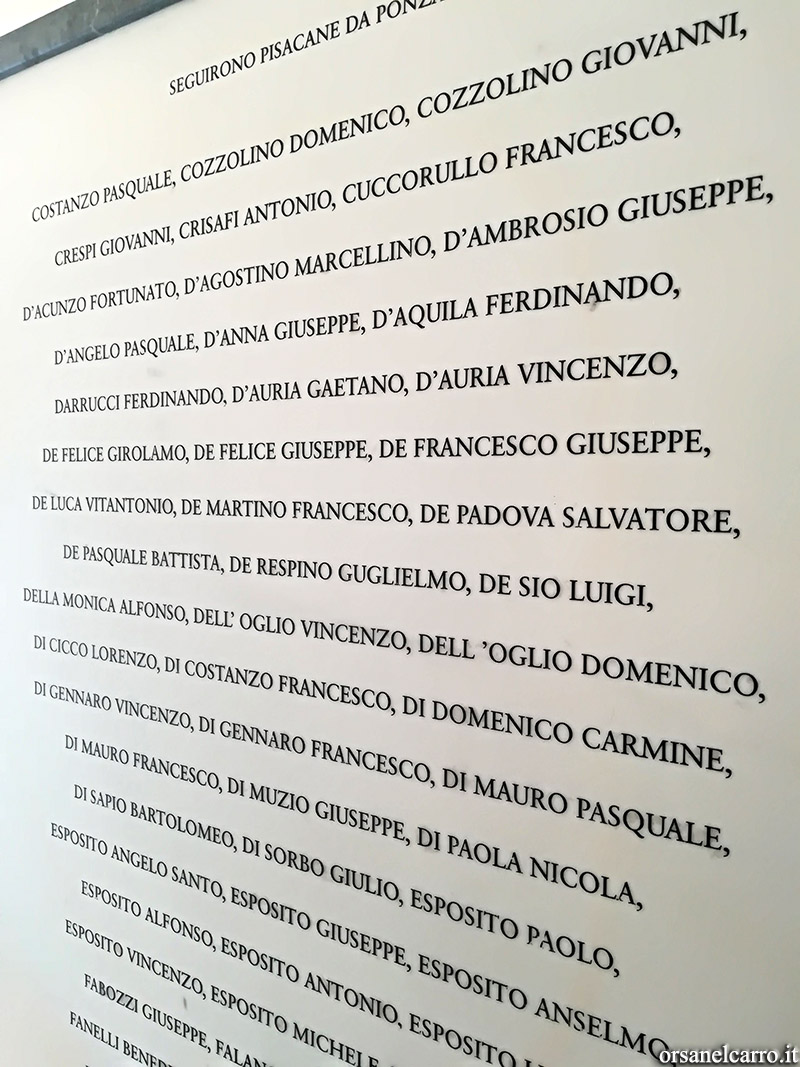 SEGUIRONO PISACANE DA PONZA
COSTANZO PASQUALE, COZZOLINO DOMENICO, COZZOLINO GIOVANNI,
CRESPI GIOVANNI, CRISAFI ANTONIO, CUCCORULLO FRANCESCO,
D'ACUNZO FORTUNATO, D'AGOSTINO MARCELLINO, D'AMBROSIO GIUSEPPE,
D'ANGELO PASQUALE, D'ANNA GIUSEPPE, D'AQUILA FERDINANDO,
DARRUCCI FERDINANDO, D'AURIA GAETANO, D'AURIA VINCENZO,
DE FELICE GIROLAMO, DE FELICE GIUSEPPE, DE FRANCESCO GIUSEPPE,
DE LUCA VITANTONIO, DE MARTINO FRANCESCO, DE PADOVA SALVATORE,
DE PASQUALE BATTISTA, DE RESPINO GUGLIELMO, DE SIO LUIGI,
DELLA MONICA ALFONSO, DELL' OGLIO VINCENZO, DELL 'OGLIO DOMENICO,
DI CICCO LORENZO, DI COSTANZO FRANCESCO, DI DOMENICO CARMINE,
DI GENNARO VINCENZO, DI GENNARO FRANCESCO, DI MAURO PASQUALE,
DI MAURO FRANCESCO, DI MUZIO GIUSEPPE, DI PAOLA NICOLA,
DI SAPIO BARTOLOMEO, DI SORBO GIULIO, ESPOSITO PAOLO,
ESPOSITO ANGELO SANTO, ESPOSITO GIUSEPPE, ESPOSITO ANSELMO,
ESPOSITO ALFONSO, ESPOSITO ANTONIO, ESPOSITO
ESPOSITO VINCENZO, ESPOSITO MICHELE
FABOZZI GIUSEPPE,
FANELLI
orsanelcarro.it